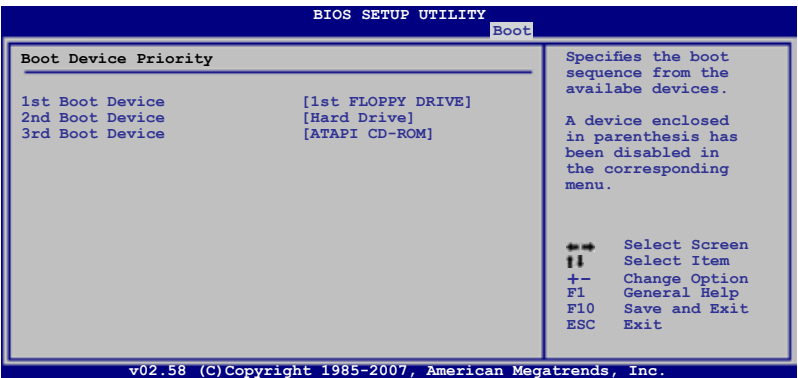 BIOS SETUP UTILITY
Boot
Boot Device Priority
1st Boot Device [1st FLOPPY DRIVE]
2nd Boot Device [Hard Drive]
3rd Boot Device [ATAPI CD-ROM]
Specifies the boot
sequence from the
availabe devices.
A device enclosed
in parenthesis has
been disabled in
the corresponding
menu.
←→ Select Screen
↑↓ Select Item
+- Change Option
F1 General Help
F10 Save and Exit
ESC Exit
v02.58 (C)Copyright 1985-2007, American Megatrends, Inc.